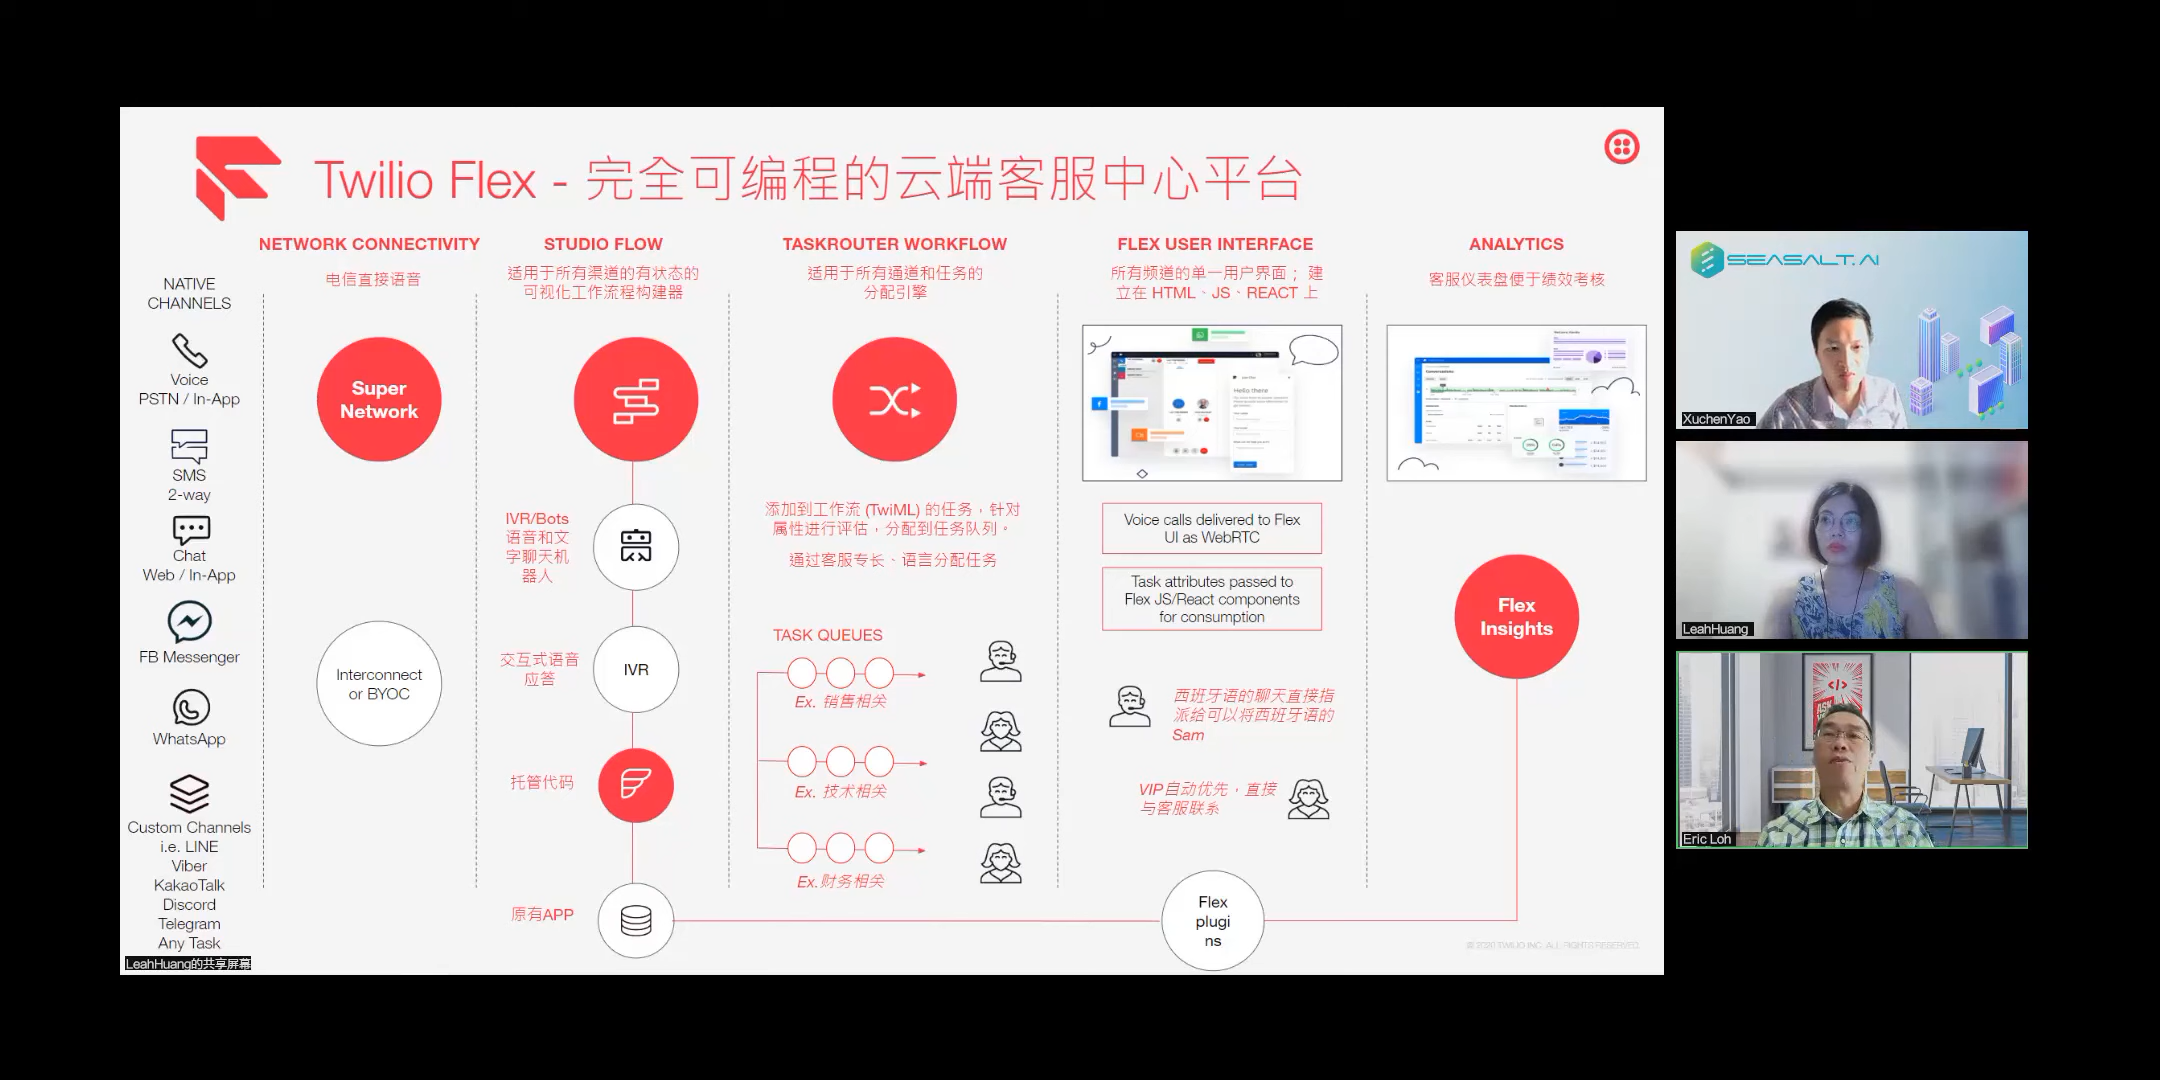 Twilio Flex - 完全可编程的云端客服中心平台
NATIVE
CHANNELS
Voice
PSTN / In-App
SMS
2-way
Chat
Web / In-App
FB Messenger
WhatsApp
Custom Channels
i.e. LINE
Viber
KakaoTalk
Discord
Telegram
Any Task
LeahHuang的共享屏幕
NETWORK CONNECTIVITY
电信直接语音
Super
Network
Interconnect
or BYOC
STUDIO FLOW
适用于所有渠道的有状态的
可视化工作流程构建器
IVR/Bots
语音和文
字聊天机
器人
交互式语音
应答
IVR
托管代码
原有APP
TASKROUTER WORKFLOW
适用于所有通道和任务的
分配引擎
添加到工作流 (TwiML) 的任务，针对
属性进行评估，分配到任务队列。
通过客服专长、语言分配任务
TASK QUEUES
Ex. 销售相关
Ex. 技术相关
Ex.财务相关
FLEX USER INTERFACE
所有频道的单一用户界面； 建
立在 HTML、JS、REACT 上
Hello there
Voice calls delivered to Flex
UI as WebRTC
Task attributes passed to
Flex JS/React components
for consumption
西班牙语的聊天直接指
派给可以将西班牙语的
Sam
VIP自动优先，直接
与客服联系
Flex
plugi
ns
ANALYTICS
客服仪表盘便于绩效考核
Flex
Insights
© 2020 TWILIO INC. ALL RIGHTS RESERVED.
SEASALT.AI
XuchenYao
LeahHuang
Eric Loh